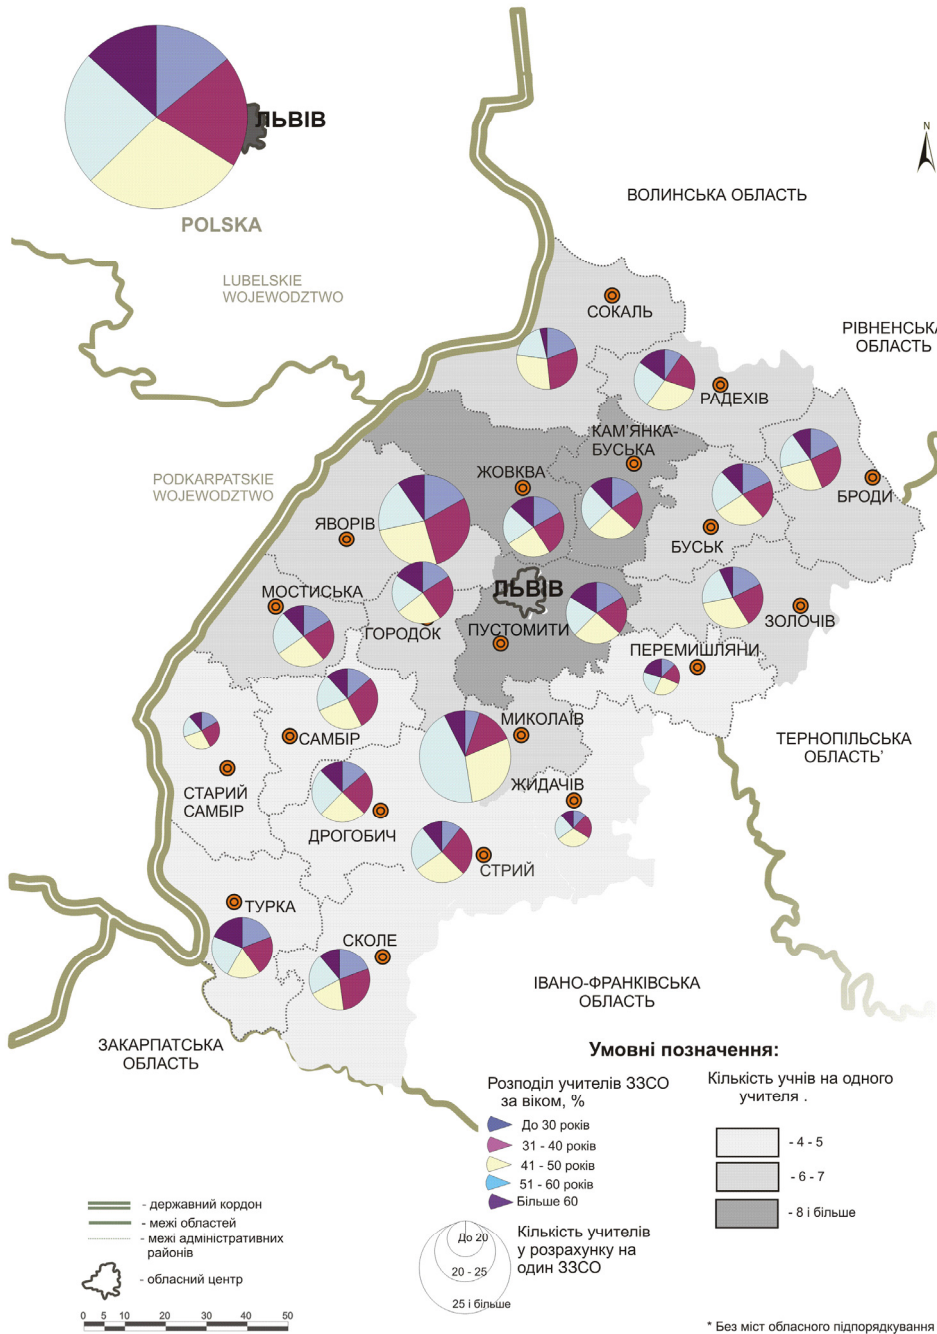 ЛЬВІВ
POLSKA
N
ВОЛИНСЬКА ОБЛАСТЬ
LUBELSKIE
WOJEWODZTWO
СОКАЛЬ
РІВНЕНСЬКА
ОБЛАСТЬ
РАДЕХІВ
КАМ'ЯНКА-
БУСЬКА
ЖОВКВА
PODKARPATSKIE
WOJEWODZTWO
БРОДИ
ЯВОРІВ
БУСЬК
МОСТИСЬКА
ЛЬВІВ
ЗОЛОЧІВ
ГОРОДОК
ПУСТОМИТИ
ПЕРЕМИШЛЯНИ
МИКОЛАЇВ
САМБІР
ТЕРНОПІЛЬСЬКА
ОБЛАСТЬ'
СТАРИЙ
САМБІР
ЖИДАЧІВ
ДРОГОБИЧ
СТРИЙ
ТУРКА
СКОЛЕ
ІВАНО-ФРАНКІВСЬКА
ОБЛАСТЬ
ЗАКАРПАТСЬКА
ОБЛАСТЬ
Умовні позначення:
Розподіл учителів ЗЗСО
за віком, %
До 30 років
31 - 40 років
41 - 50 років
51 - 60 років
Більше 60
Кількість учнів на одного
учителя .
- 4 - 5
- 6 - 7
- 8 і більше
Кількість учителів
у розрахунку на
один ЗЗСО
До 20
20 - 25
25 і більше
- державний кордон
- межі областей
- межі адміністративних
районів
- обласний центр
0 5 10 20 30 40 50
* Без міст обласного підпорядкування